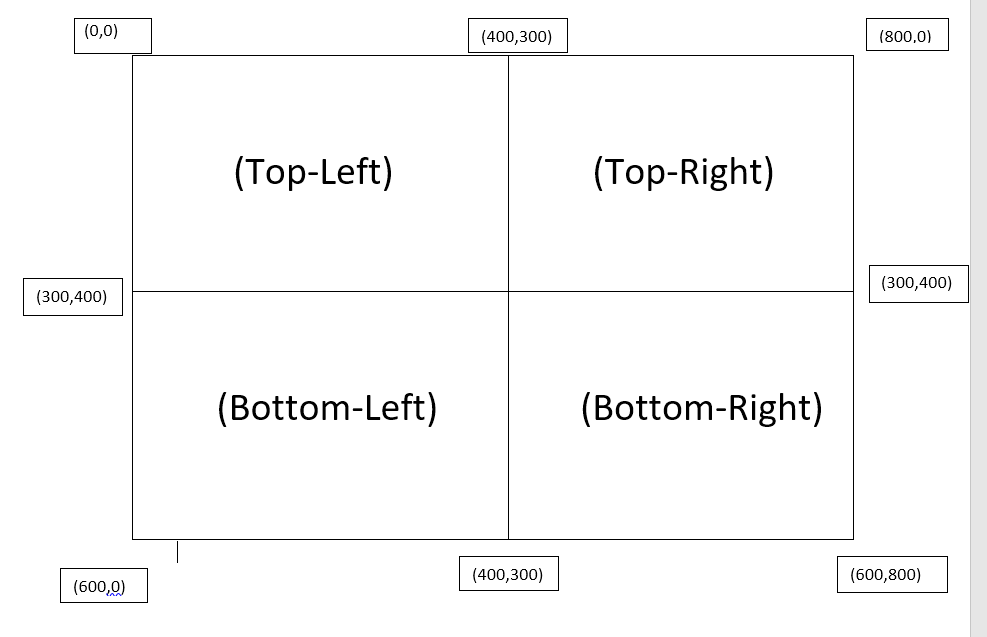 (0,0)
(400,300)
(800,0)
(Top-Left)
(Top-Right)
(300,400)
(300,400)
(Bottom-Left)
(Bottom-Right)
(600,0)
(400,300)
(600,800)